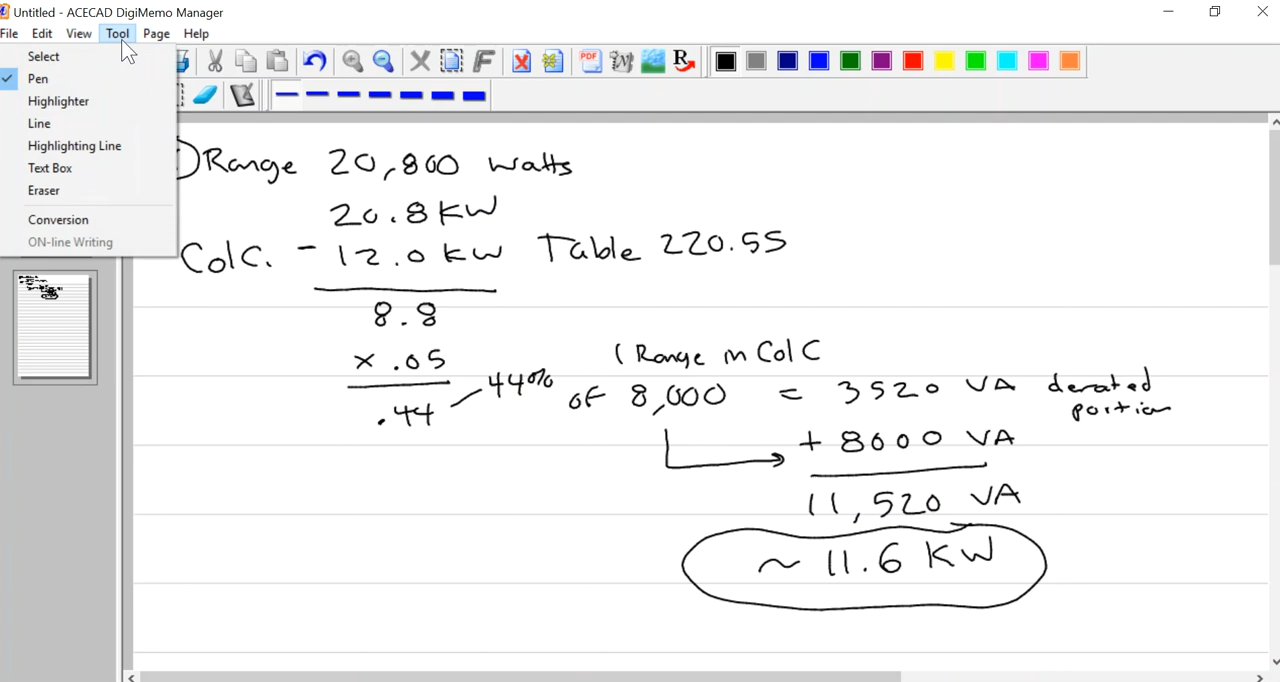 Untitled - ACECAD DigiMemo Manager
File Edit View Tool Page Help
Select
Pen
Highlighter
Line
Highlighting Line
Text Box
Eraser
Conversion
ON-line Writing
PDF W R
F
Range 20,800 watts
20.8 KW
Col C. - 12.0 KW Table 220.55
8.8
x .05
.44
44% of 8,000 = 3520 VA derated portion
1 Range in Col C
+ 8000 VA
11,520 VA
~ 11.6 KW